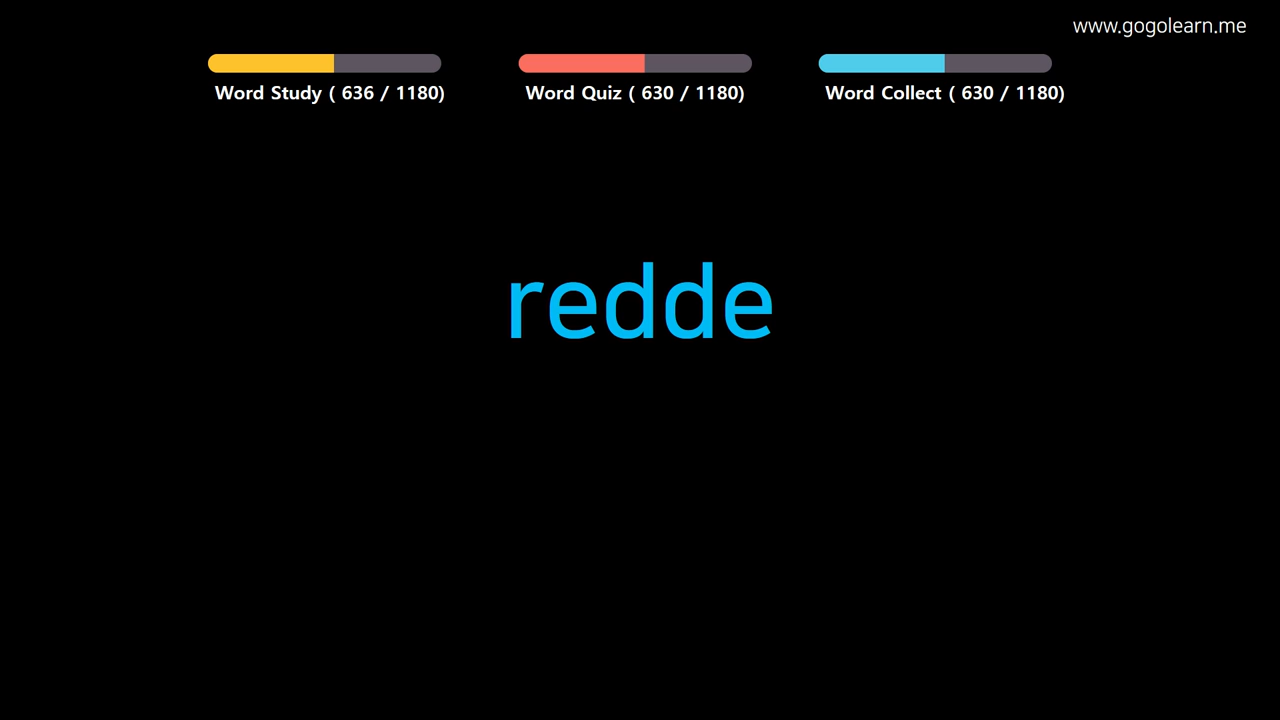 www.gogolearn.me
Word Study ( 636 / 1180)
Word Quiz ( 630 / 1180)
Word Collect ( 630 / 1180)
redde